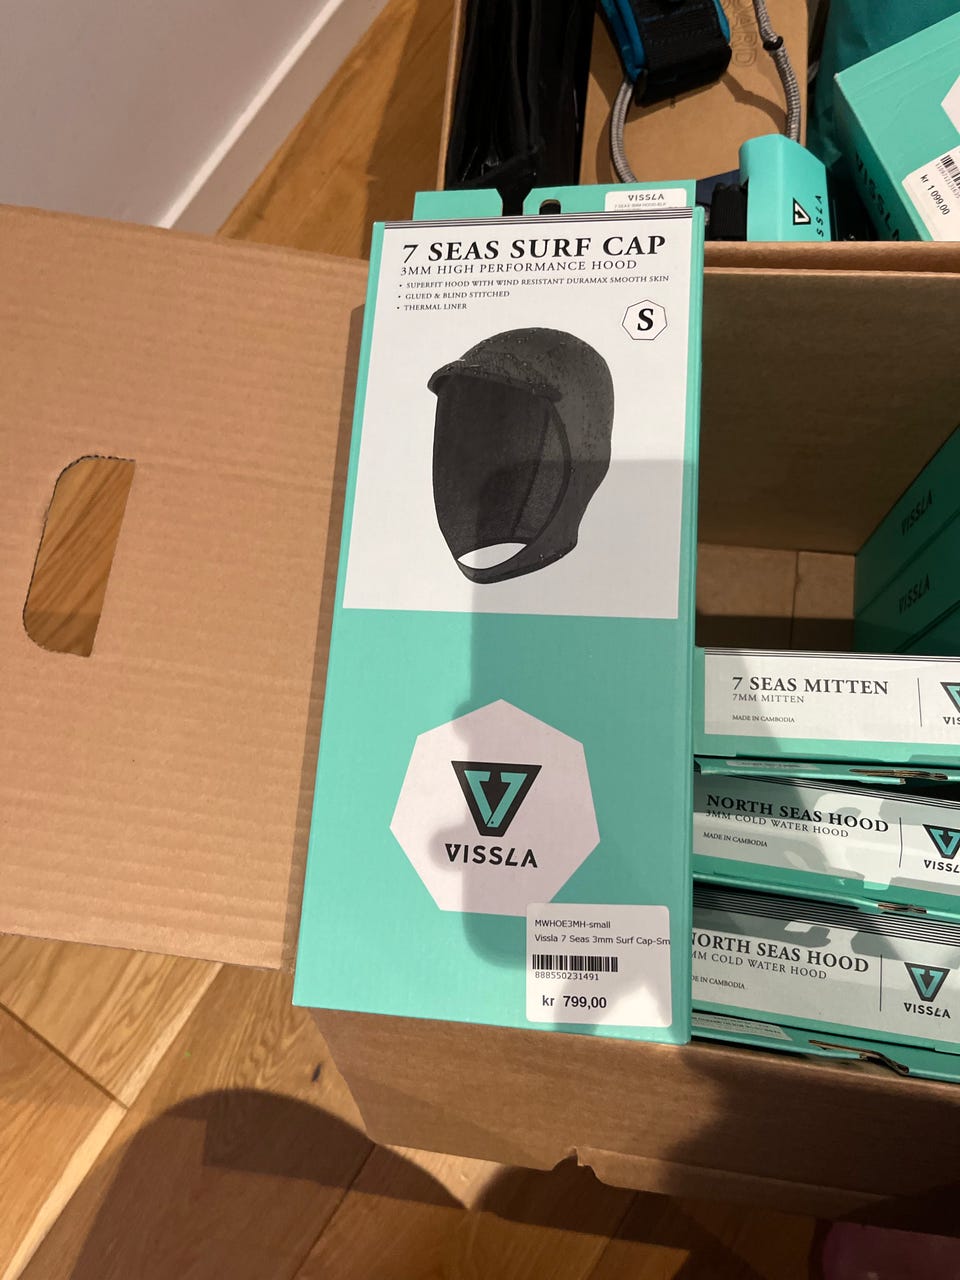 VISSLA
7 SEAS SURF CAP
3MM HIGH PERFORMANCE HOOD
• SUPERFIT HOOD WITH WIND RESISTANT DURAMAX SMOOTH SKIN
• GLUED & BLIND STITCHED
• THERMAL LINER
S
VISSLA
MWHOE3MH-small
Vissla 7 Seas 3mm Surf Cap-Sm
888550231491
kr 799,00
kr 1 099,00
VISSLA
VISSLA
7 SEAS MITTEN
7MM MITTEN
MADE IN CAMBODIA
VIS
NORTH SEAS HOOD
3MM COLD WATER HOOD
MADE IN CAMBODIA
VISSLA
NORTH SEAS HOOD
MM COLD WATER HOOD
DE IN CAMBODIA
VISSLA